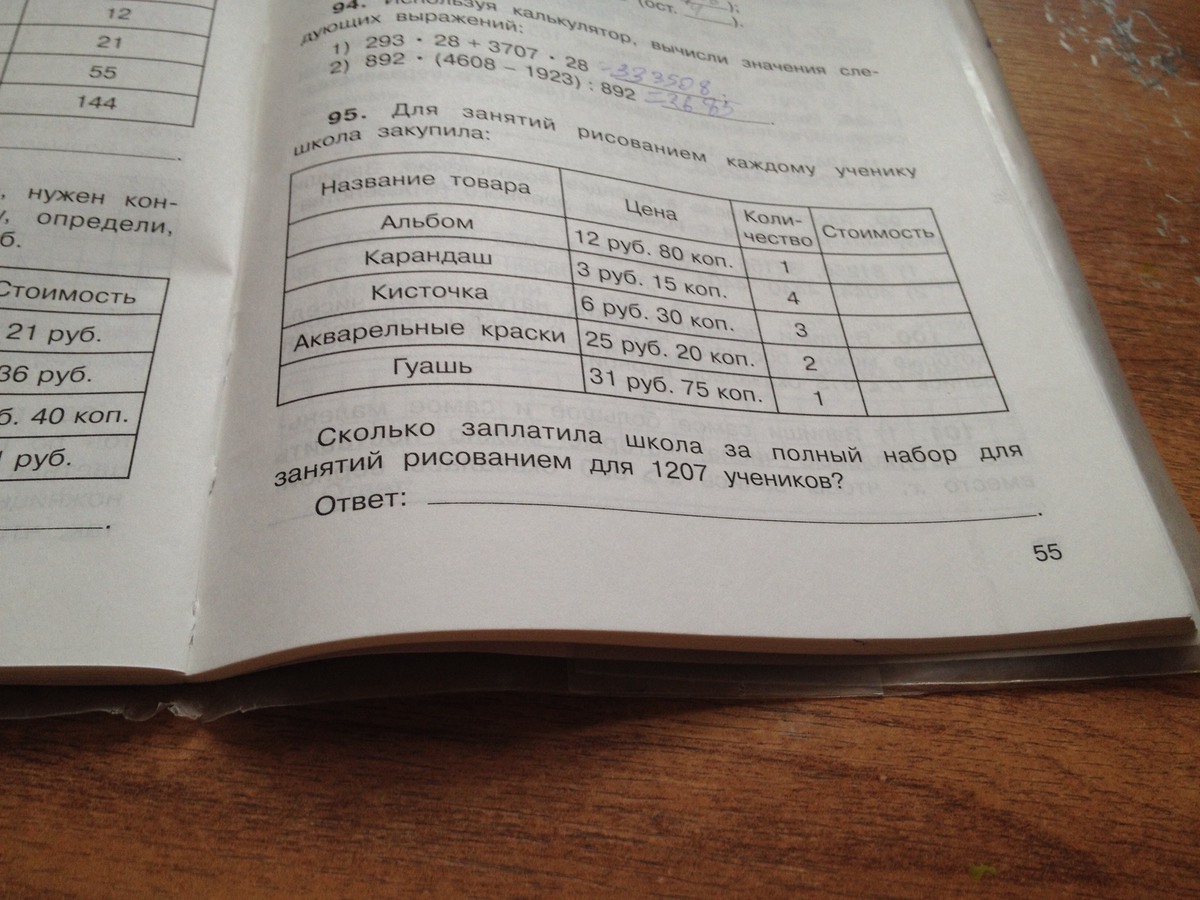 12
21
55
144
нужен кон-
определи,
Стоимость
21 руб.
36 руб.
б. 40 коп.
руб.
(ост. 7 ).
94. Используя калькулятор, вычисли значения сле-
дующих выражений:
1) 293 · 28 + 3707 · 28 =333508.
2) 892 · (4608 – 1923) : 892 =2685.
95. Для занятий рисованием каждому ученику
школа закупила:
Название товара Цена Коли-чество Стоимость
Альбом 12 руб. 80 коп. 1
Карандаш 3 руб. 15 коп. 4
Кисточка 6 руб. 30 коп. 3
Акварельные краски 25 руб. 20 коп. 2
Гуашь 31 руб. 75 коп. 1
Сколько заплатила школа за полный набор для
занятий рисованием для 1207 учеников?
Ответ:
55